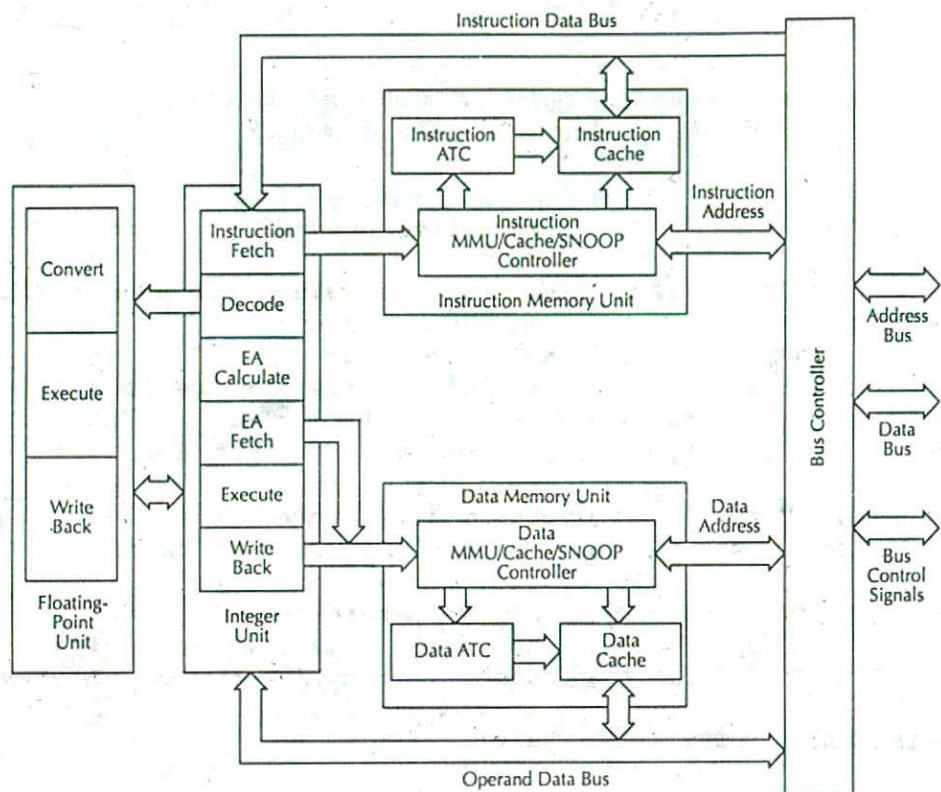 Instruction Data Bus
Instruction
ATC
Instruction
Cache
Instruction
MMU/Cache/SNOOP
Controller
Instruction Memory Unit
Instruction
Address
Convert
Execute
Write
Back
Floating-
Point
Unit
Instruction
Fetch
Decode
EA
Calculate
EA
Fetch
Execute
Write
Back
Integer
Unit
Data Memory Unit
Data
MMU/Cache/SNOOP
Controller
Data ATC
Data
Cache
Data
Address
Operand Data Bus
Bus Controller
Address
Bus
Data
Bus
Bus
Control
Signals